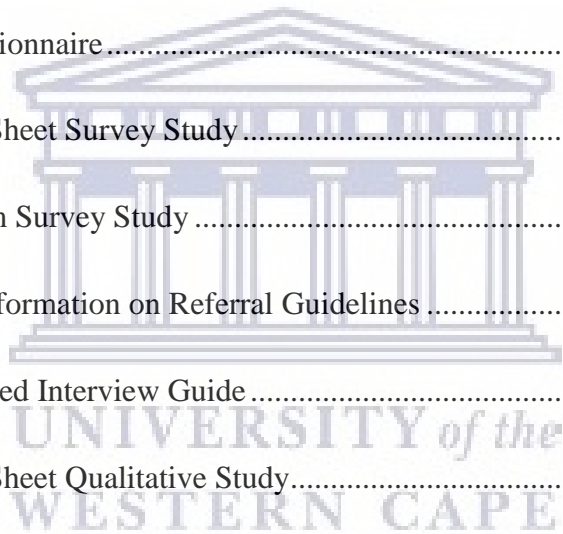 ionnaire..............................................
Sheet Survey Study................................
Survey Study.......................................
formation on Referral Guidelines..............
ed Interview Guide................................
UNIVERSITY of the
Sheet Qualitative Study...........................
WESTERN CAPE